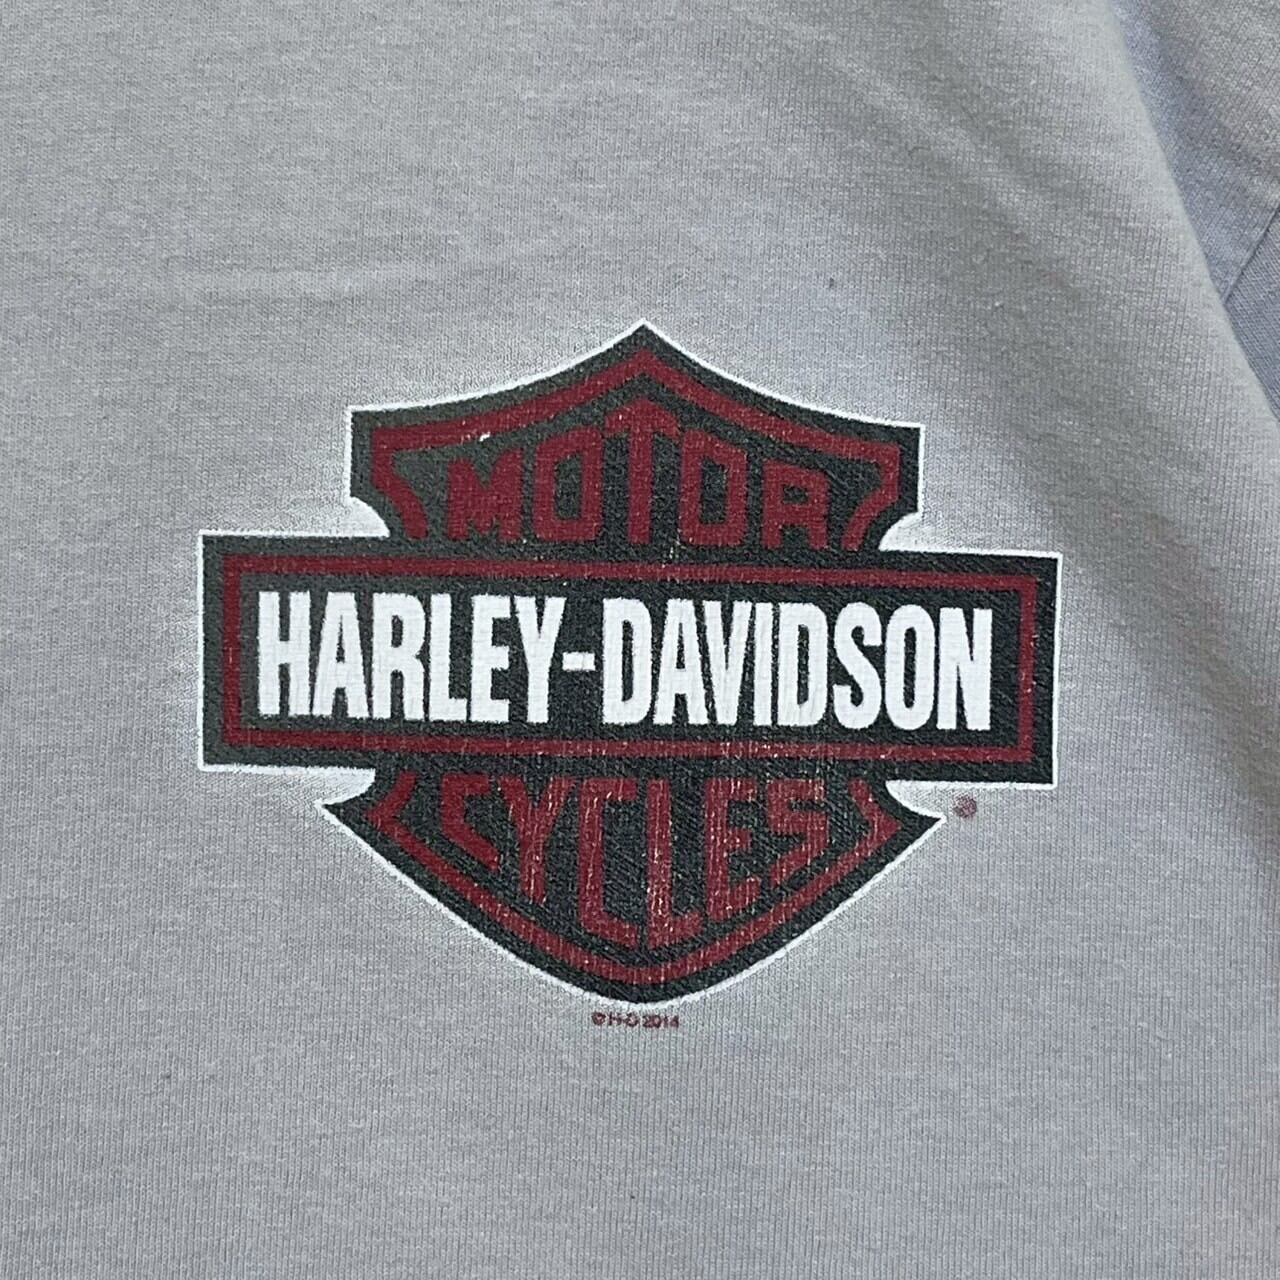 MOTOR
HARLEY-DAVIDSON
CYCLES
®
© H-D 2014